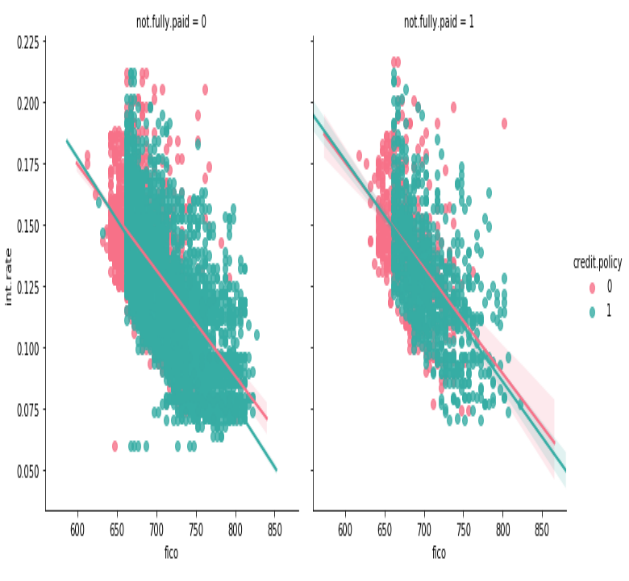 not.fully.paid = 0
not.fully.paid = 1
0.225
0.200
0.175
0.150
0.125
0.100
0.075
0.050
int.rate
600 650 700 750 800 850
600 650 700 750 800 850
fico
fico
credit.policy
0
1